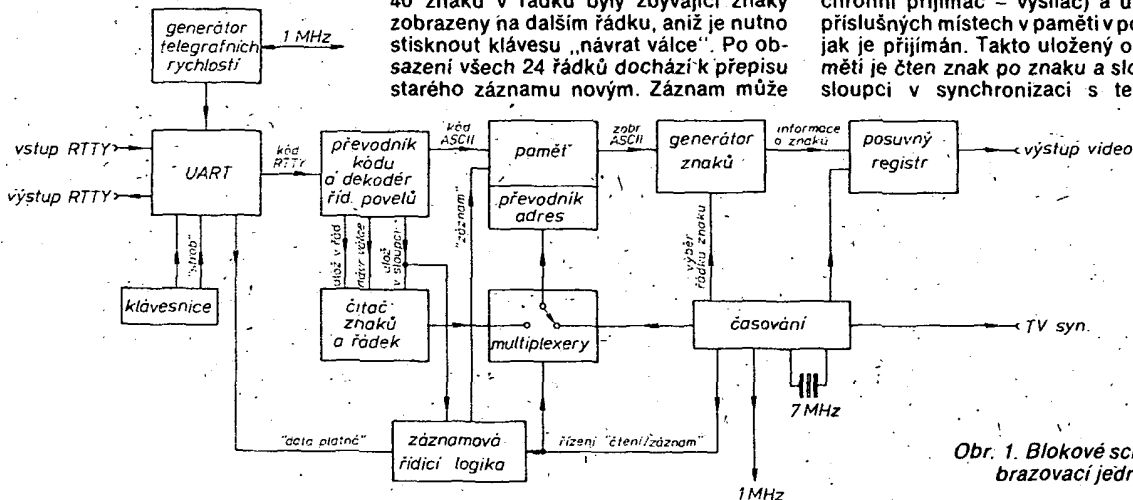 40 znaků v řádku byly zbývající znaky
zobrazeny na dalším řádku, aniž je nutno
stisknout klávesu „návrat válce“. Po ob-
sazení všech 24 řádků dochází k přepisu
starého záznamu novým. Záznam může
chronní přijímač – vysílač) a u
příslušných místech v paměti v po
jak je přijímán. Takto uložený o
měti je čten znak po znaku a slo
sloupci v synchronizaci s te
generátor
telegrafních
rychlostí
1 MHz
vstup RTTY
výstup RTTY
UART
kód
RTTY
převodník
kódu
a dekodér
říd. povelů
kód
ASCII
paměť
převodník
adres
zobr
ASCII
generátor
znaků
informace
o znaku
posuvný
registr
výstup video
"strob"
klávesnice
ulož v řád
návr válce
ulož
v sloupci
"záznam"
výběr
řádku znaku
čítač
znaků
a řádek
multiplexery
časování
TV syn.
7 MHz
"data platná"
záznamová
řídicí logika
řízení "čtení/záznam"
1 MHz
Obr. 1. Blokové sch
brazovací jedn